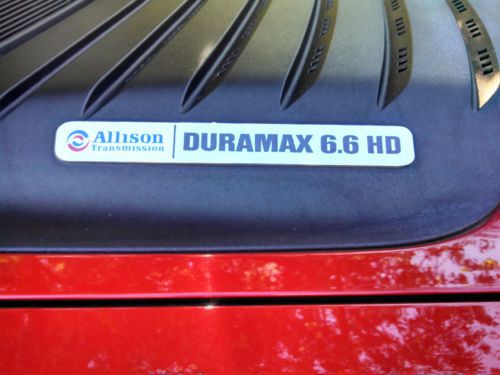 Allison
Transmission
DURAMAX 6.6 HD